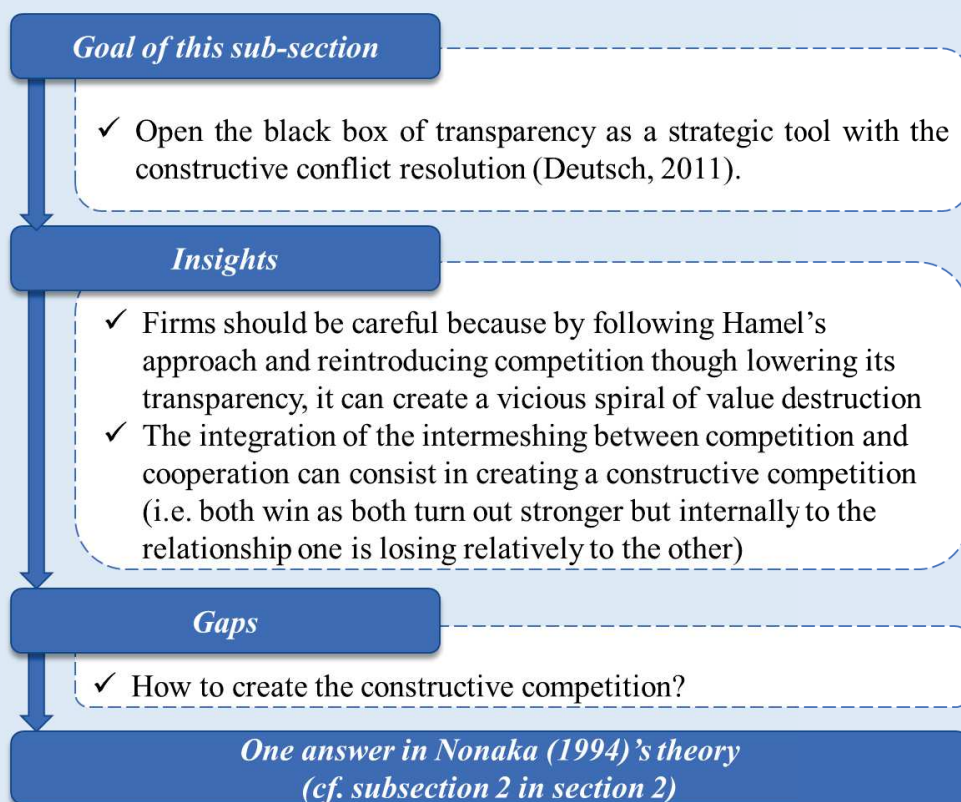 Goal of this sub-section
✓ Open the black box of transparency as a strategic tool with the
constructive conflict resolution (Deutsch, 2011).
Insights
✓ Firms should be careful because by following Hamel’s
approach and reintroducing competition though lowering its
transparency, it can create a vicious spiral of value destruction
✓ The integration of the intermeshing between competition and
cooperation can consist in creating a constructive competition
(i.e. both win as both turn out stronger but internally to the
relationship one is losing relatively to the other)
Gaps
✓ How to create the constructive competition?
One answer in Nonaka (1994)’s theory
(cf. subsection 2 in section 2)